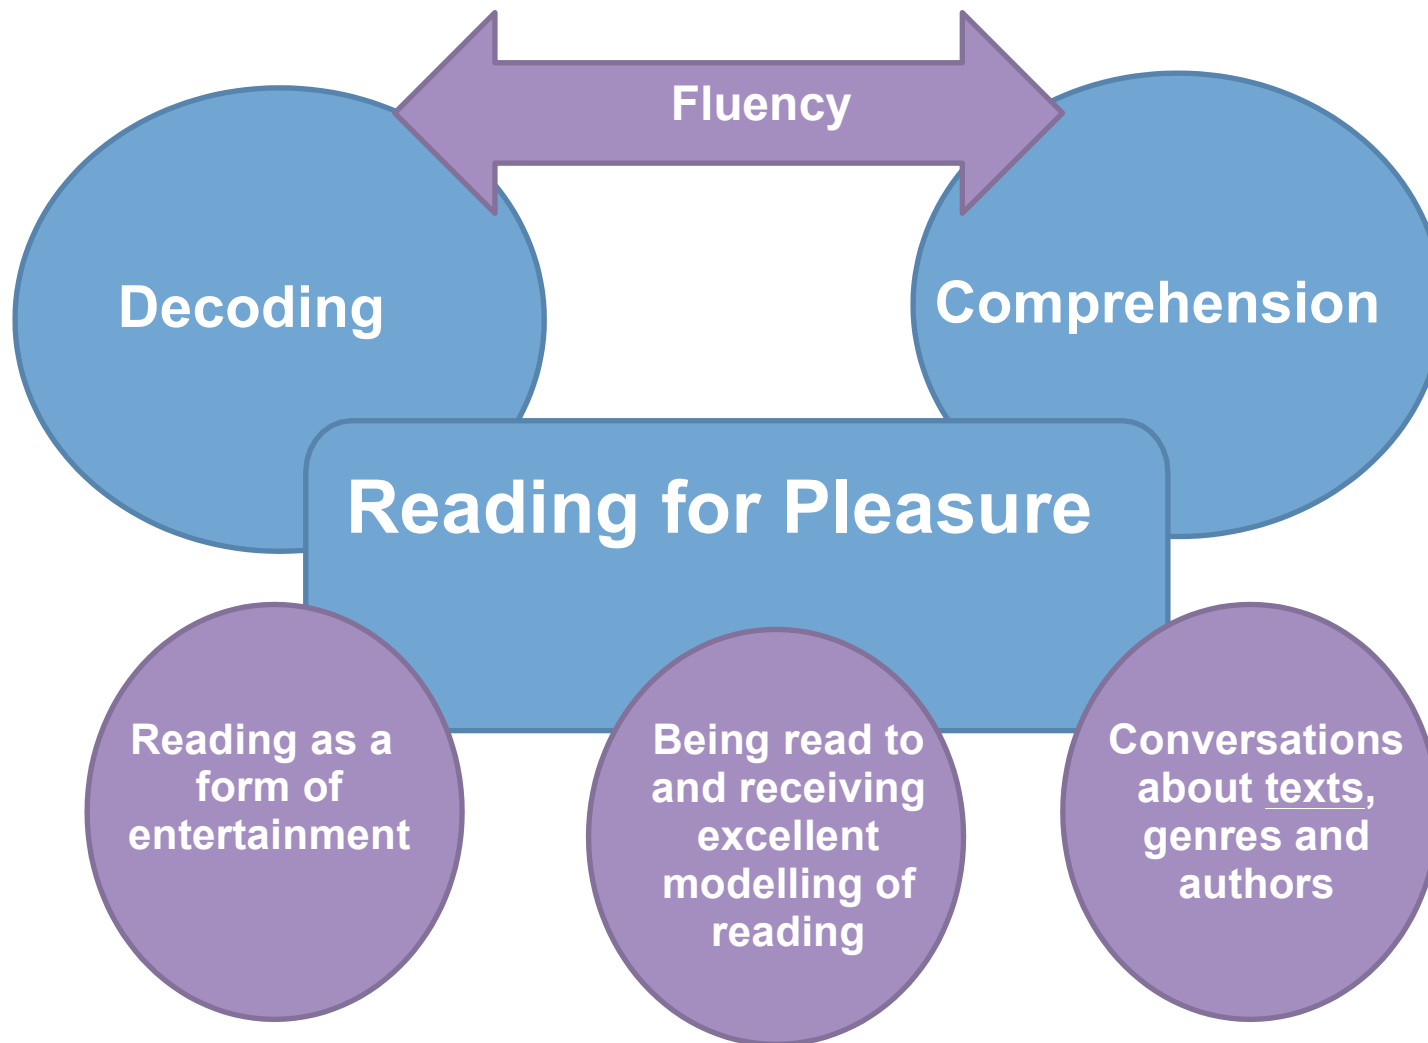 Fluency
Decoding
Comprehension
Reading for Pleasure
Reading as a
form of
entertainment
Being read to
and receiving
excellent
modelling of
reading
Conversations
about texts,
genres and
authors